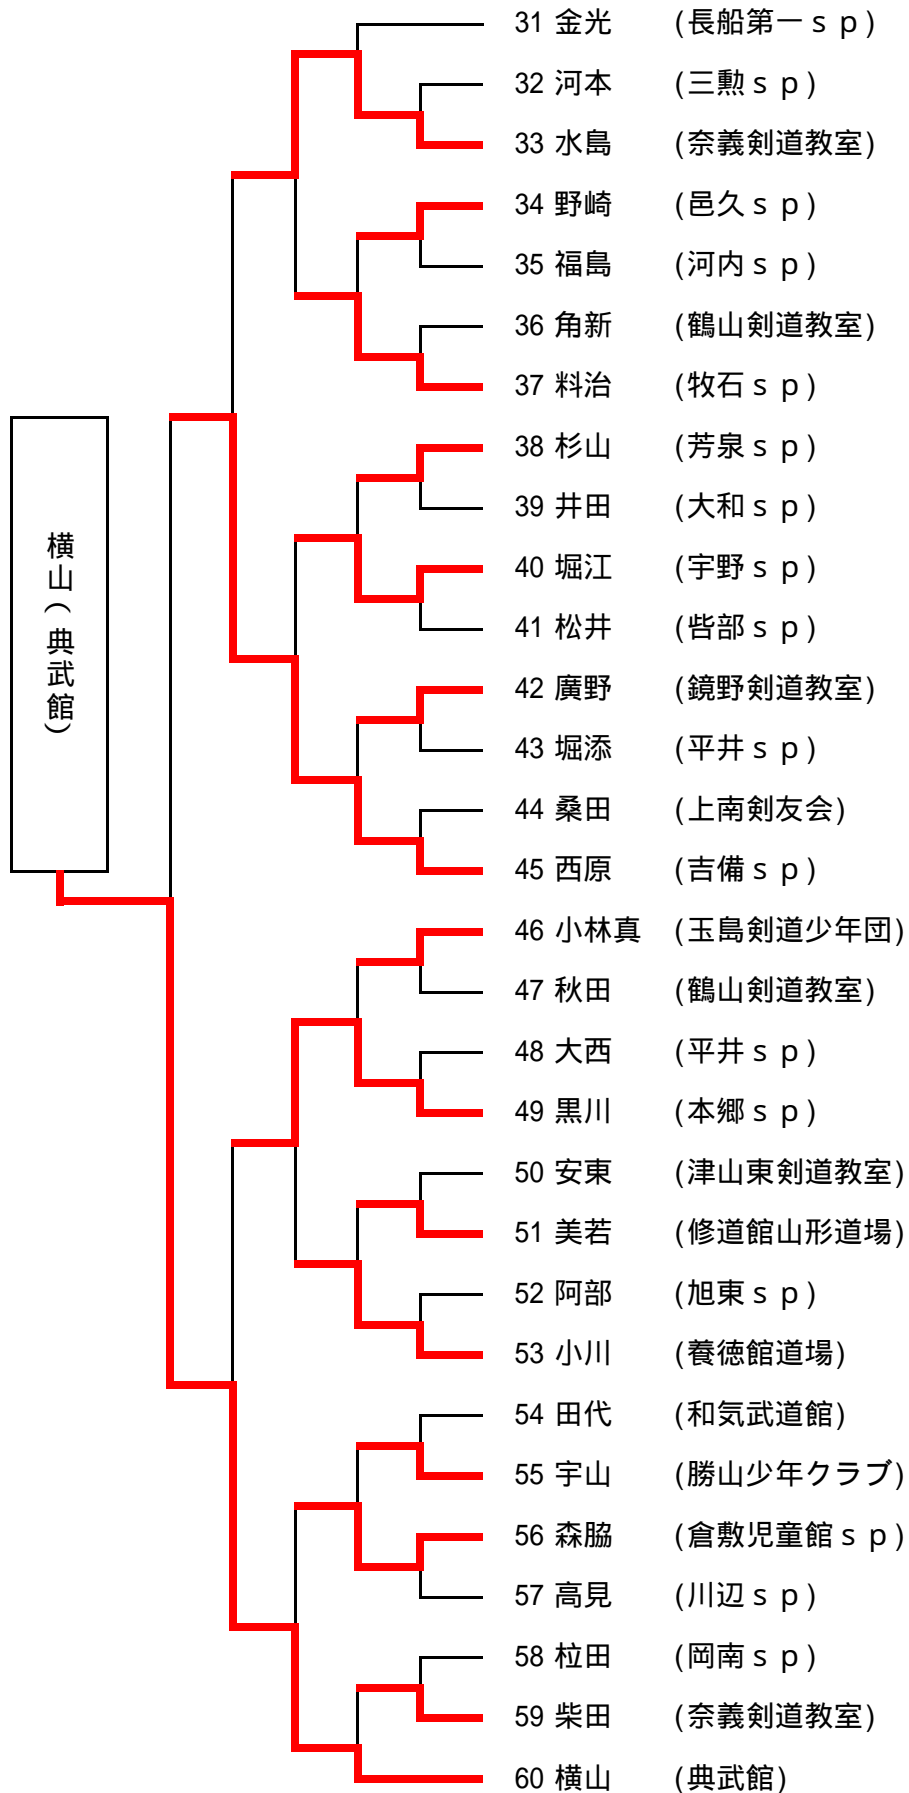 31 金光 (長船第一ｓｐ)
32 河本 (三勲ｓｐ)
33 水島 (奈義剣道教室)
34 野崎 (邑久ｓｐ)
35 福島 (河内ｓｐ)
36 角新 (鶴山剣道教室)
37 料治 (牧石ｓｐ)
38 杉山 (芳泉ｓｐ)
39 井田 (大和ｓｐ)
40 堀江 (宇野ｓｐ)
41 松井 (呰部ｓｐ)
42 廣野 (鏡野剣道教室)
43 堀添 (平井ｓｐ)
44 桑田 (上南剣友会)
45 西原 (吉備ｓｐ)
46 小林真 (玉島剣道少年団)
47 秋田 (鶴山剣道教室)
48 大西 (平井ｓｐ)
49 黒川 (本郷ｓｐ)
50 安東 (津山東剣道教室)
51 美若 (修道館山形道場)
52 阿部 (旭東ｓｐ)
53 小川 (養徳館道場)
54 田代 (和気武道館)
55 宇山 (勝山少年クラブ)
56 森脇 (倉敷児童館ｓｐ)
57 高見 (川辺ｓｐ)
58 柆田 (岡南ｓｐ)
59 柴田 (奈義剣道教室)
60 横山 (典武館)
横山(典武館)